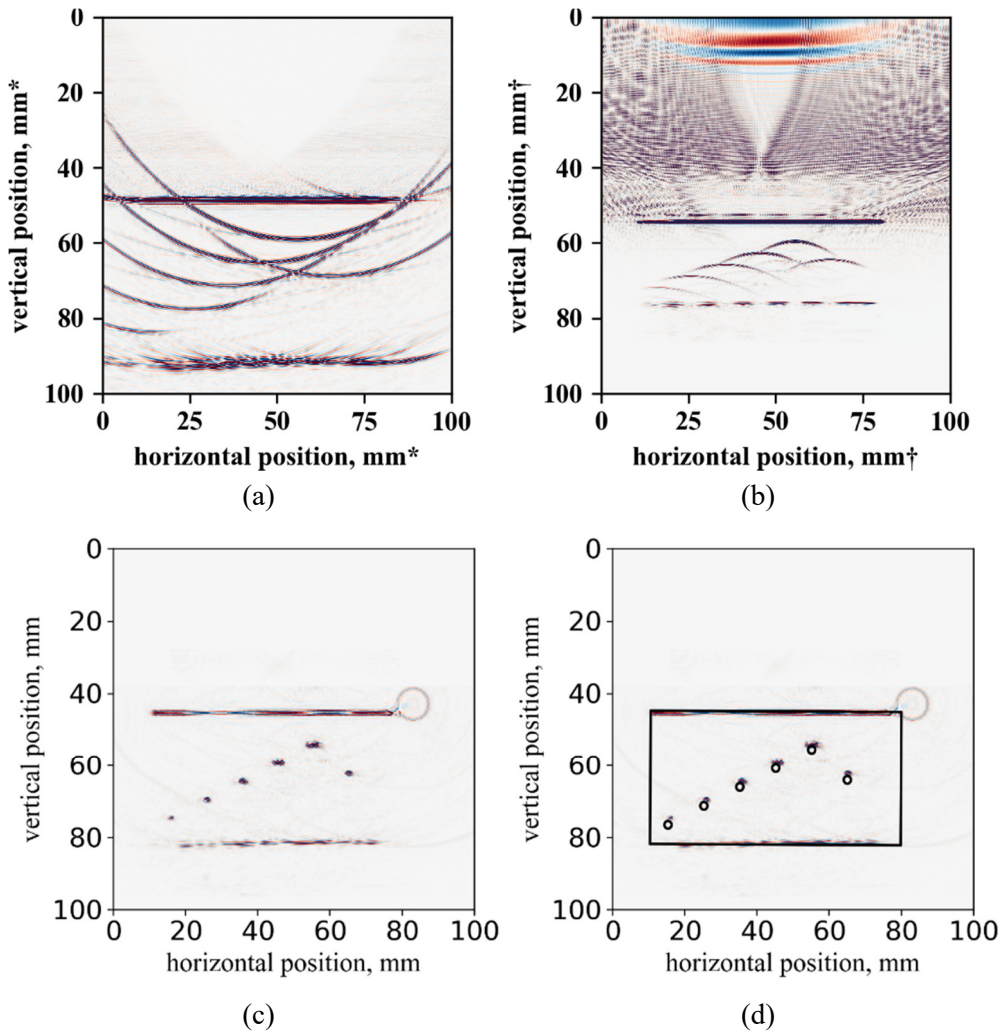 0
20
40
60
80
100
vertical position, mm*
0 25 50 75 100
horizontal position, mm*
(a)
0
20
40
60
80
100
vertical position, mm†
0 25 50 75 100
horizontal position, mm†
(b)
0
20
40
60
80
100
vertical position, mm
0 20 40 60 80 100
horizontal position, mm
(c)
0
20
40
60
80
100
vertical position, mm
0 20 40 60 80 100
horizontal position, mm
(d)